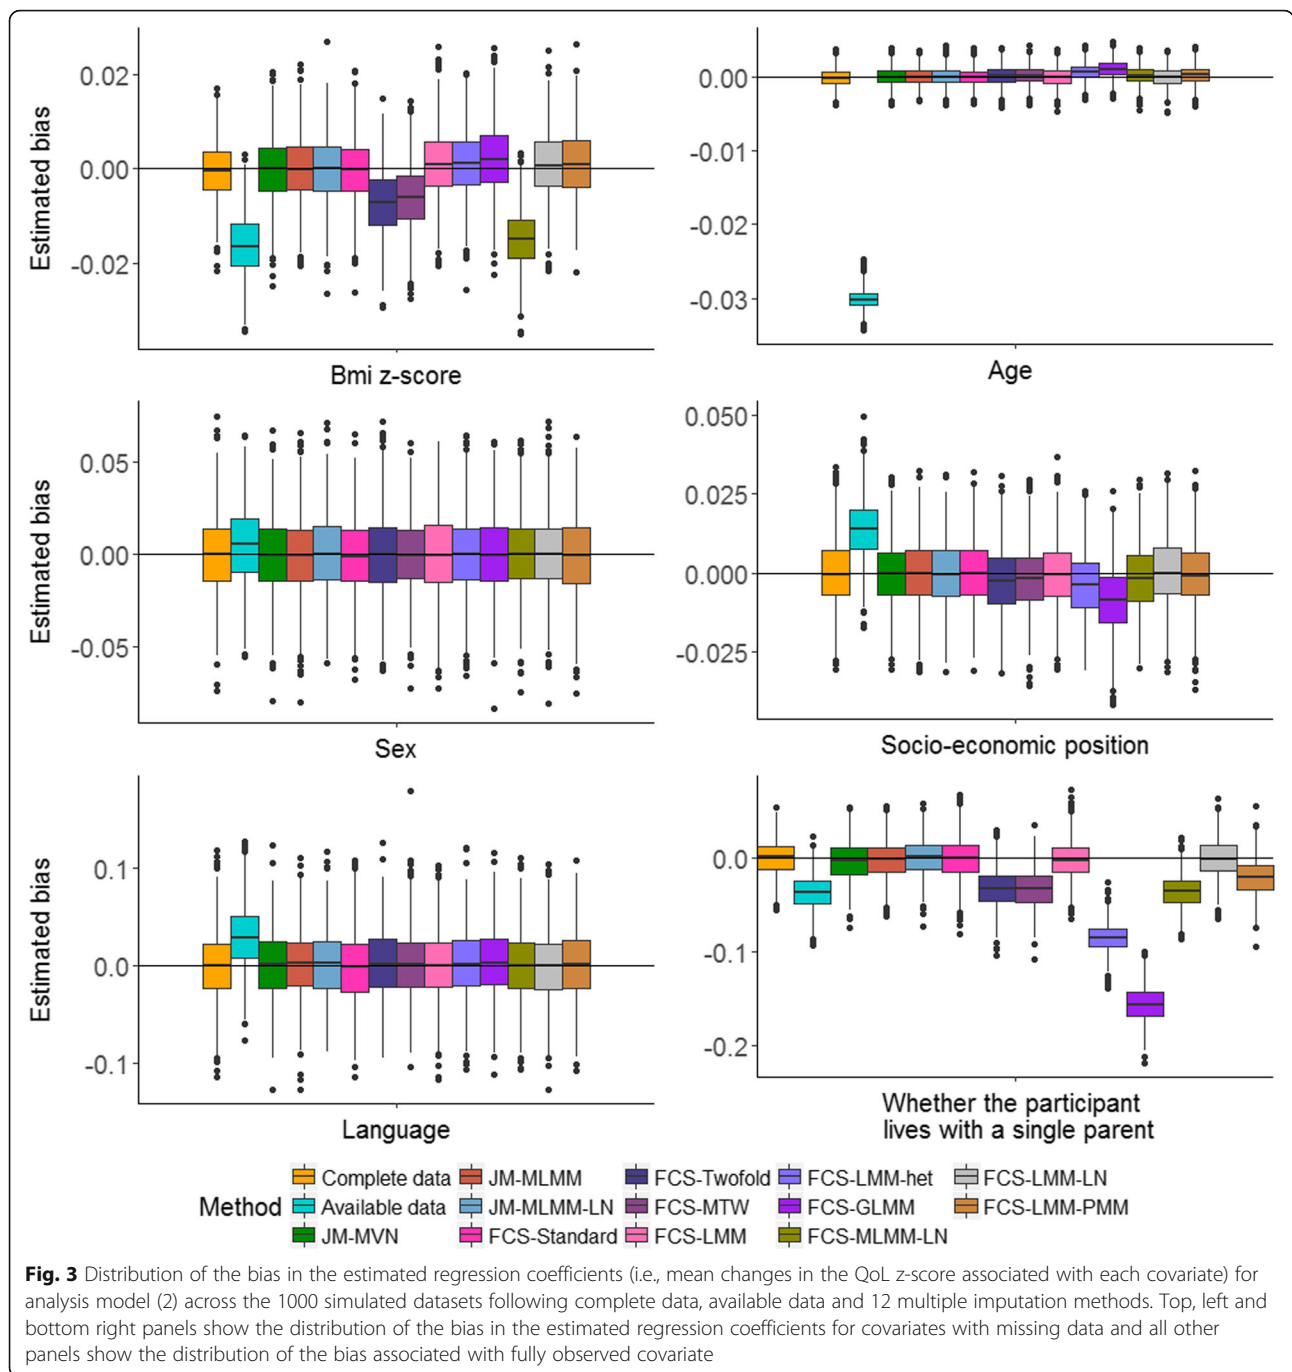 Estimated bias
0.02
0.00
-0.02
Bmi z-score
0.00
-0.01
-0.02
-0.03
Age
Estimated bias
0.05
0.00
-0.05
Sex
0.050
0.025
0.000
-0.025
Socio-economic position
Estimated bias
0.1
0.0
-0.1
Language
0.0
-0.1
-0.2
Whether the participant
lives with a single parent
Method
Complete data JM-MLMM FCS-Twofold FCS-LMM-het FCS-LMM-LN
Available data JM-MLMM-LN FCS-MTW FCS-GLMM FCS-LMM-PMM
JM-MVN FCS-Standard FCS-LMM FCS-MLMM-LN
Fig. 3 Distribution of the bias in the estimated regression coefficients (i.e., mean changes in the QoL z-score associated with each covariate) for
analysis model (2) across the 1000 simulated datasets following complete data, available data and 12 multiple imputation methods. Top, left and
bottom right panels show the distribution of the bias in the estimated regression coefficients for covariates with missing data and all other
panels show the distribution of the bias associated with fully observed covariate